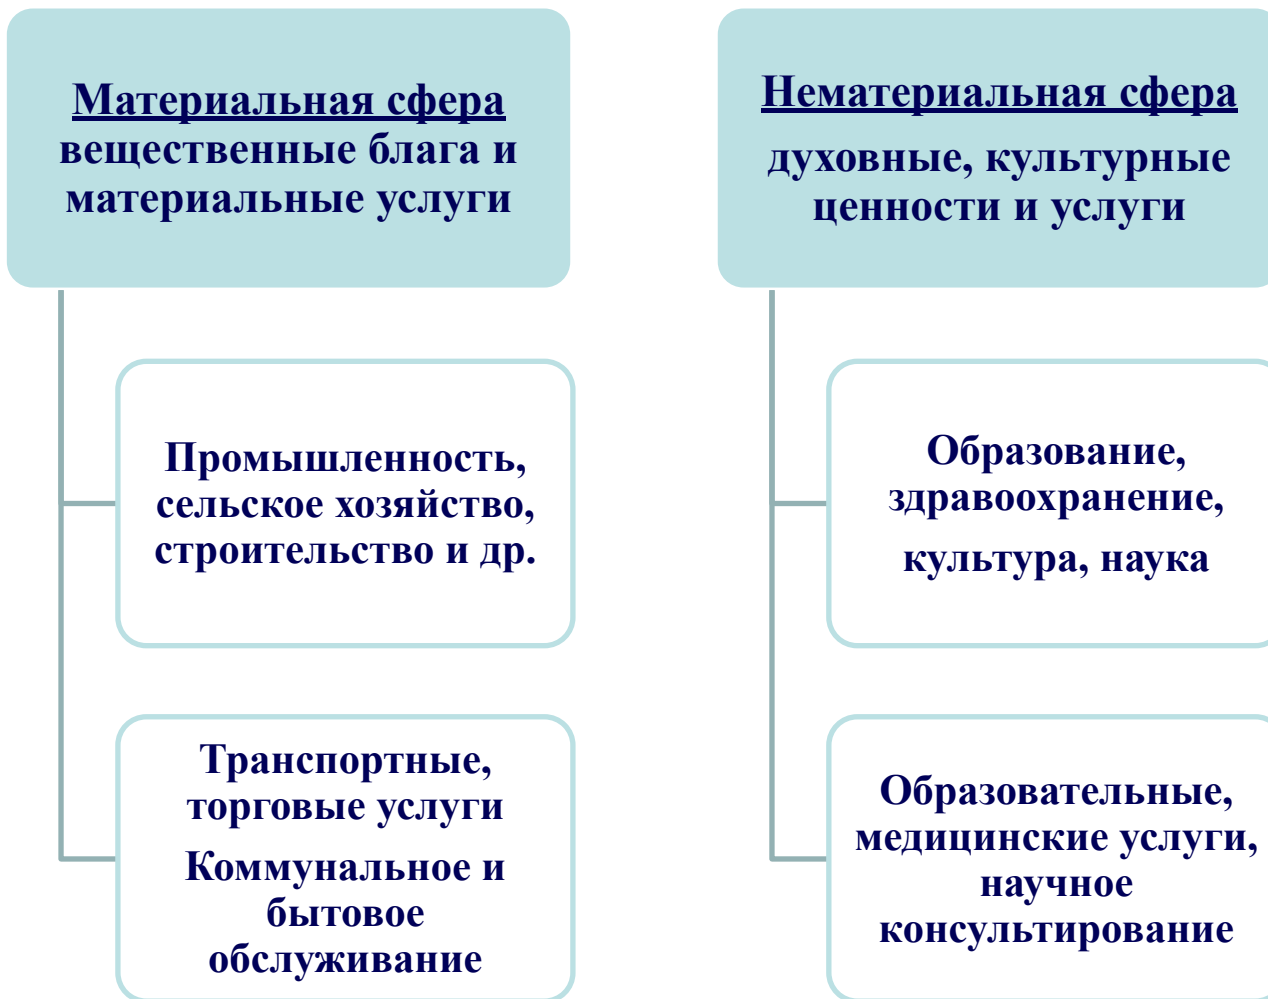 Материальная сфера
вещественные блага и
материальные услуги
Промышленность,
сельское хозяйство,
строительство и др.
Транспортные,
торговые услуги
Коммунальное и
бытовое
обслуживание
Нематериальная сфера
духовные, культурные
ценности и услуги
Образование,
здравоохранение,
культура, наука
Образовательные,
медицинские услуги,
научное
консультирование